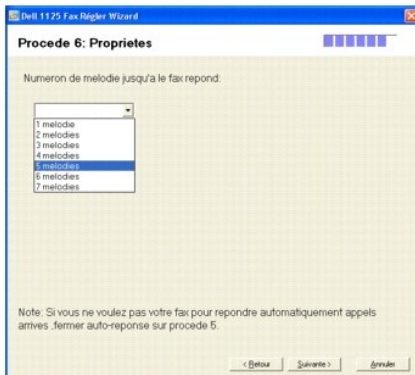 Dell 1125 Fax Régler Wizard
Procede 6: Proprietes
Numeron de melodie jusqu'a le fax repond:
1 melodie
2 melodies
3 melodies
4 melodies
5 melodies
6 melodies
7 melodies
Note: Si vous ne voulez pas votre fax pour repondre automatiquement appels
arrives .fermer auto-reponse sur procede 5.
< Retour
Suivante >
Annuler